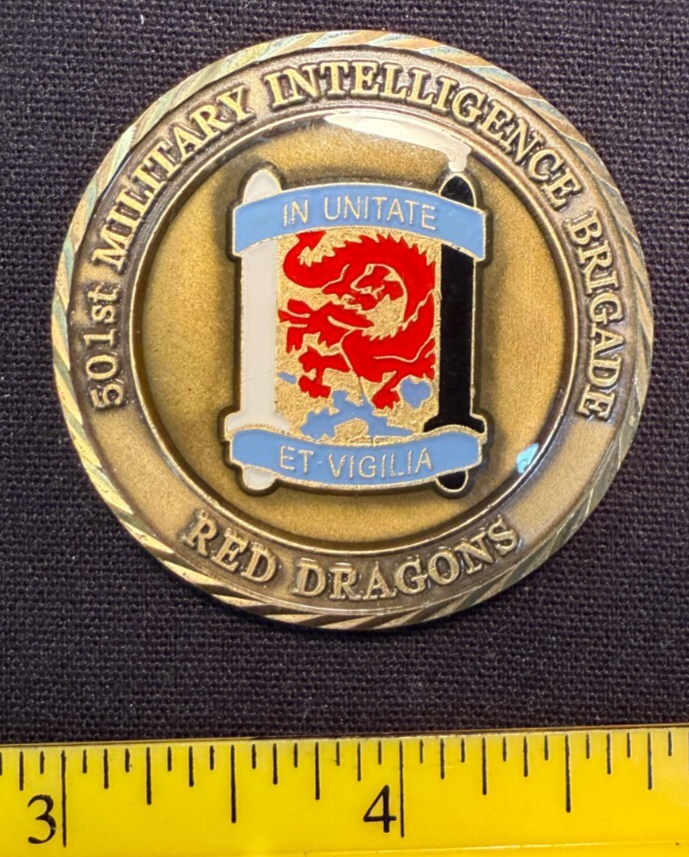 501st MILITARY INTELLIGENCE BRIGADE
IN UNITATE
ET·VIGILIA
RED DRAGONS
3 4